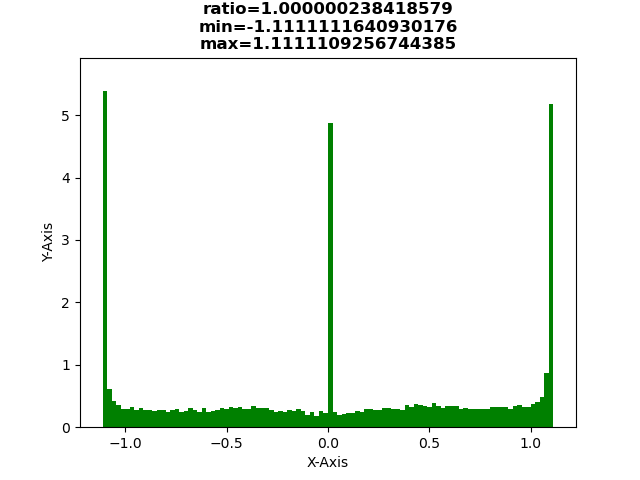 ratio=1.000000238418579
min=-1.1111111640930176
max=1.1111109256744385
5
4
3
2
1
0
Y-Axis
−1.0 −0.5 0.0 0.5 1.0
X-Axis